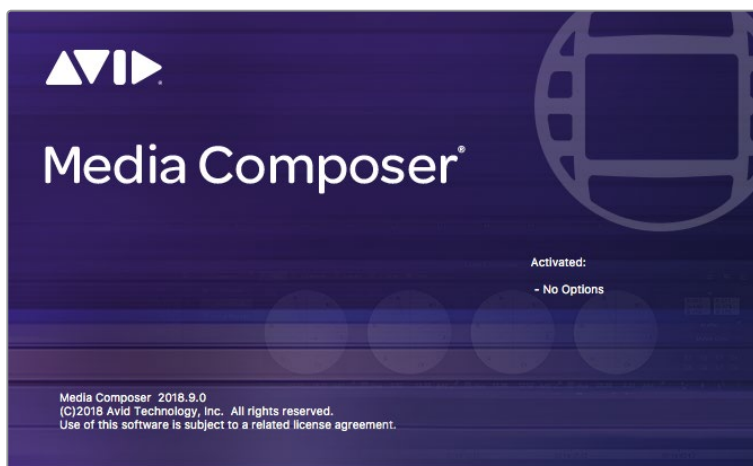 AVID®
Media Composer®
Activated:
- No Options
Media Composer 2018.9.0
(C)2018 Avid Technology, Inc. All rights reserved.
Use of this software is subject to a related license agreement.